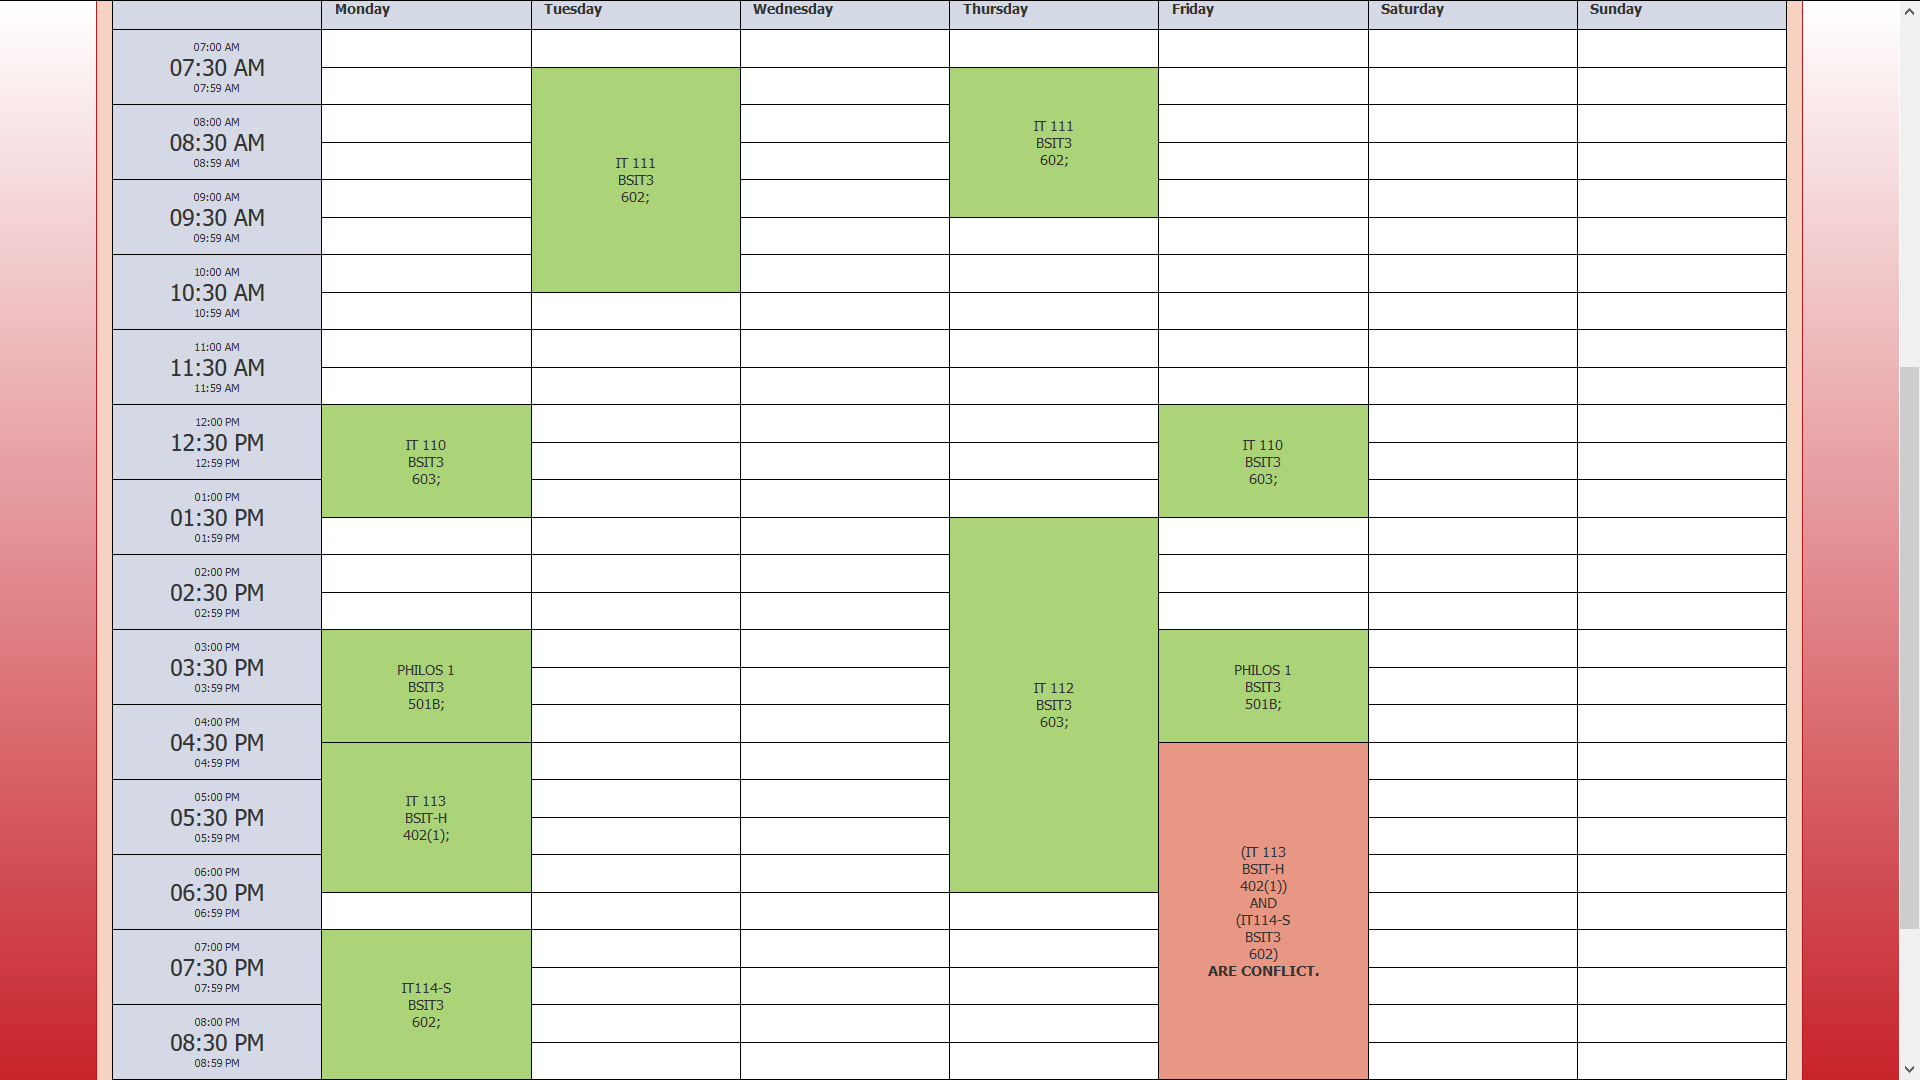 Monday Tuesday Wednesday Thursday Friday Saturday Sunday
07:00 AM
07:30 AM
07:59 AM
08:00 AM
08:30 AM
08:59 AM
09:00 AM
09:30 AM
09:59 AM
10:00 AM
10:30 AM
10:59 AM
11:00 AM
11:30 AM
11:59 AM
12:00 PM
12:30 PM
12:59 PM
01:00 PM
01:30 PM
01:59 PM
02:00 PM
02:30 PM
02:59 PM
03:00 PM
03:30 PM
03:59 PM
04:00 PM
04:30 PM
04:59 PM
05:00 PM
05:30 PM
05:59 PM
06:00 PM
06:30 PM
06:59 PM
07:00 PM
07:30 PM
07:59 PM
08:00 PM
08:30 PM
08:59 PM
IT 110
BSIT3
603;
PHILOS 1
BSIT3
501B;
IT 113
BSIT-H
402(1);
IT114-S
BSIT3
602;
IT 111
BSIT3
602;
IT 111
BSIT3
602;
IT 112
BSIT3
603;
IT 110
BSIT3
603;
PHILOS 1
BSIT3
501B;
(IT 113
BSIT-H
402(1))
AND
(IT114-S
BSIT3
602)
ARE CONFLICT.